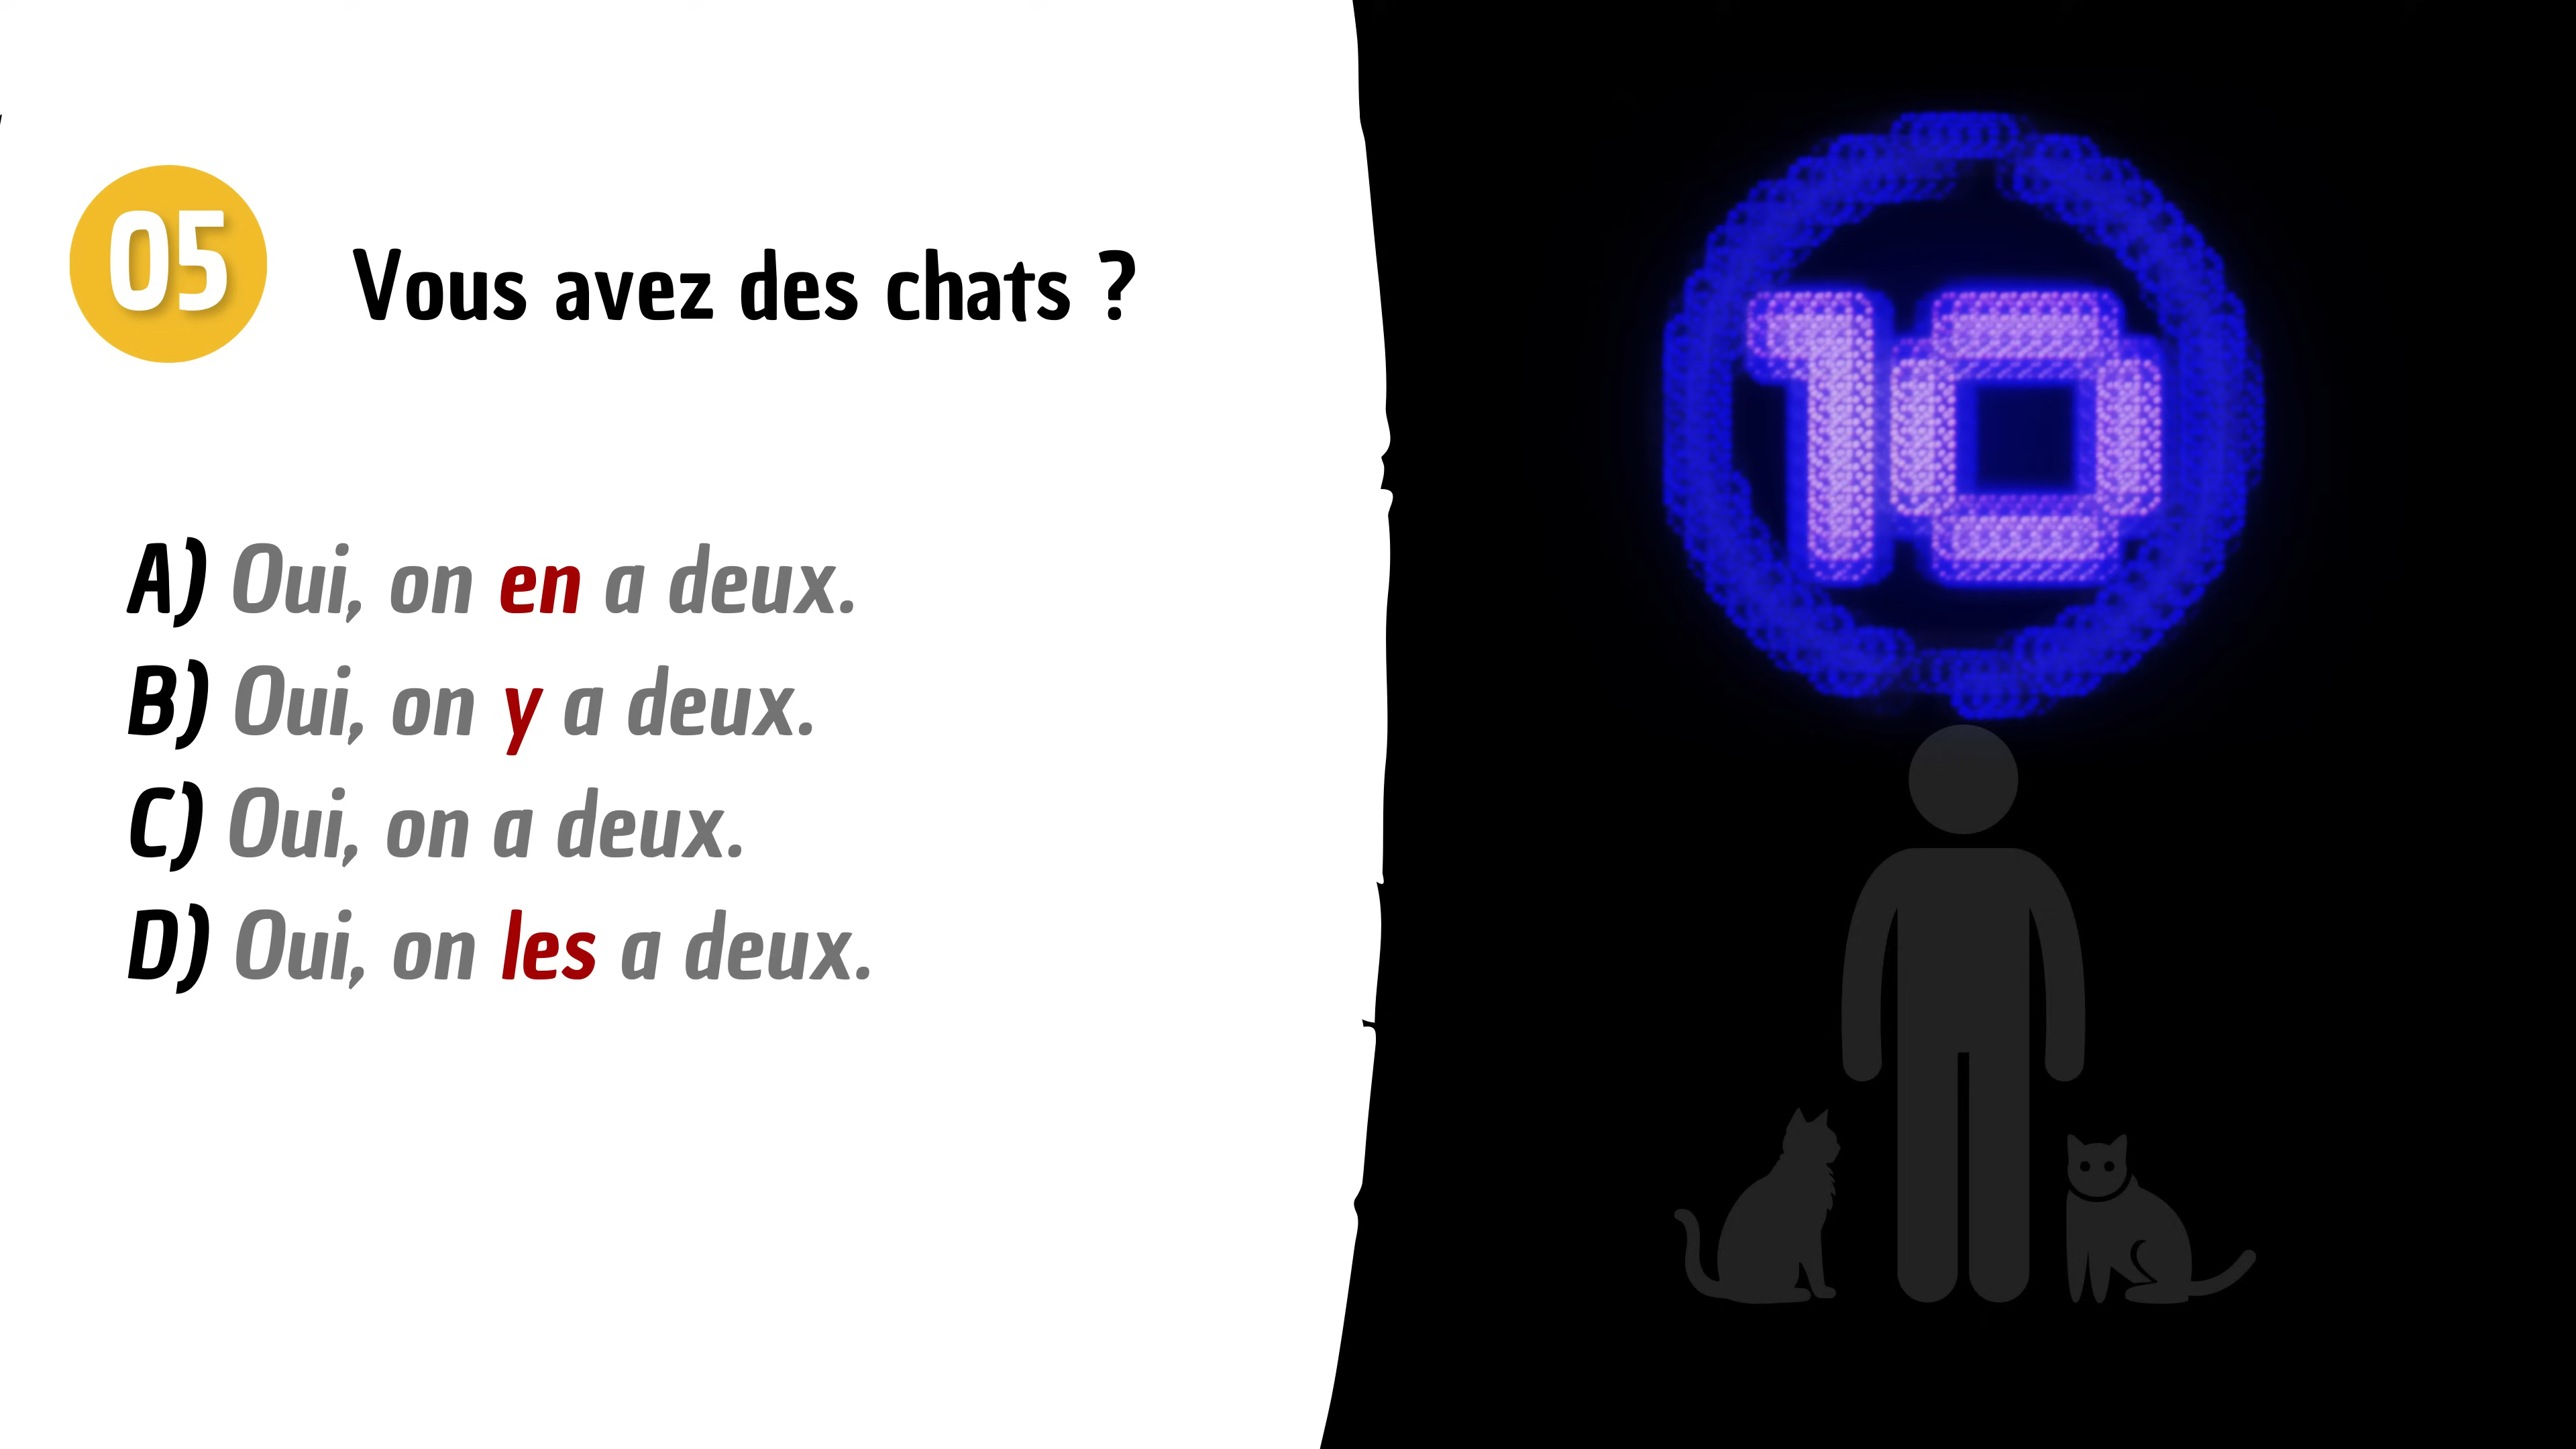 05
Vous avez des chats ?
A) Oui, on en a deux.
B) Oui, on y a deux.
C) Oui, on a deux.
D) Oui, on les a deux.
10